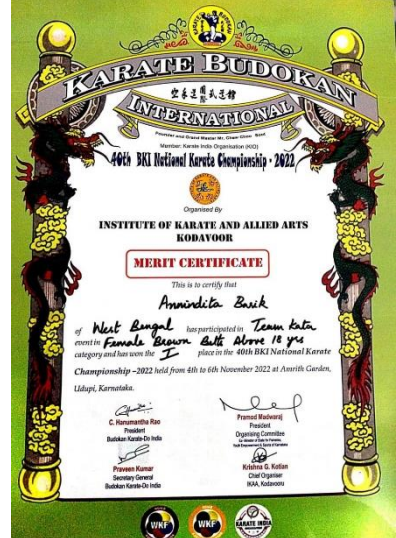 KARATE BUDOKAN
INTERNATIONAL
Founder and Grand Master Mr. Chew Choo Soot
Member: Karate India Organisation (KIO)
40th BKI National Karate Championship - 2022
Organised By
INSTITUTE OF KARATE AND ALLIED ARTS
KODAVOOR
MERIT CERTIFICATE
This is to certify that
Annindita Barik
of West Bengal has participated in Team Kata
event in Female Brown Belts Above 18 yrs
category and has won the I place in the 40th BKI National Karate
Championship -2022 held from 4th to 6th November 2022 at Amrith Garden,
Udupi, Karnataka.
C. Hanumantha Rao
President
Budokan Karate-Do India
Pramod Madwaraj
President
Organising Committee
Praveen Kumar
Secretary General
Budokan Karate-Do India
Krishna G. Kotian
Chief Organiser
IKAA, Kodavooru
WKF
WKF
KARATE INDIA